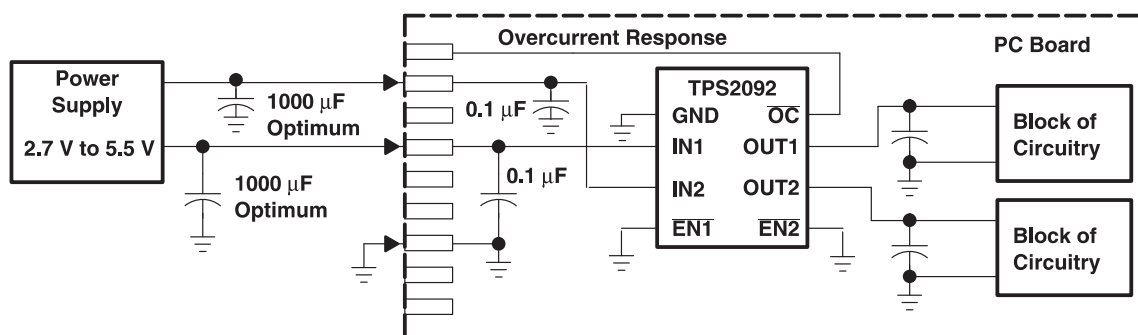 Overcurrent Response
PC Board
Power
Supply
2.7 V to 5.5 V
1000 μF
Optimum
1000 μF
Optimum
0.1 μF
0.1 μF
TPS2092
GND
OC
IN1
OUT1
IN2
OUT2
EN1
EN2
Block of
Circuitry
Block of
Circuitry